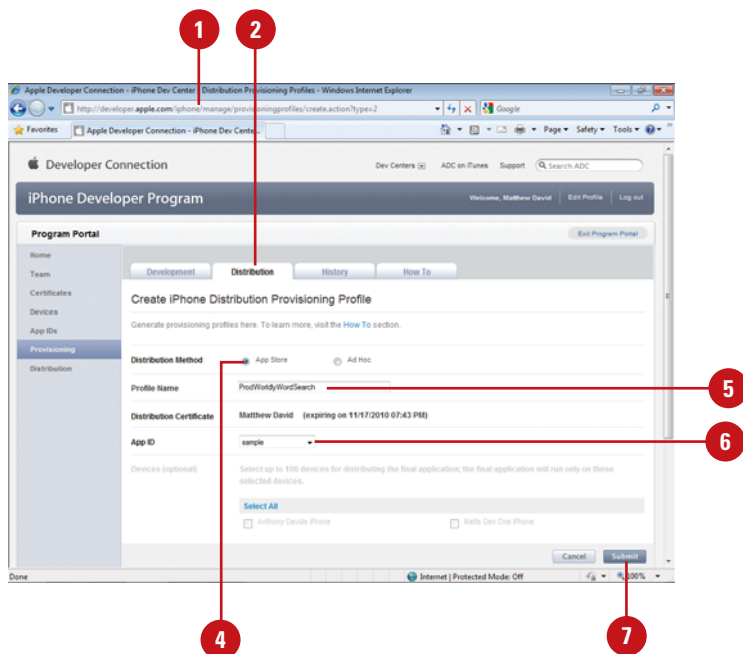 1 2
Apple Developer Connection - iPhone Dev Center Distribution Provisioning Profiles - Windows Internet Explorer
http://developer.apple.com/iphone/manage/provisioningprofiles/create.action?type=2 Google
Favorites Apple Developer Connection - iPhone Dev Cente... Page Safety Tools
Developer Connection Dev Centers ADC on iTunes Support Search ADC
iPhone Developer Program Welcome, Matthew David Edit Profile Log out
Program Portal Exit Program Portal
Home
Team
Certificates
Devices
App IDs
Provisioning
Distribution
Development Distribution History How To
Create iPhone Distribution Provisioning Profile
Generate provisioning profiles here. To learn more, visit the How To section.
Distribution Method App Store Ad Hoc
Profile Name ProdWorldlyWordSearch 5
Distribution Certificate Matthew David (expiring on 11/17/2010 07:43 PM)
App ID sample 6
Devices (optional) Select up to 100 devices for distributing the final application; the final application will run only on these
selected devices.
Select All
Anthony Davids iPhone Matts Gen One iPhone
Cancel Submit
Done Internet | Protected Mode: Off 100%
4 7